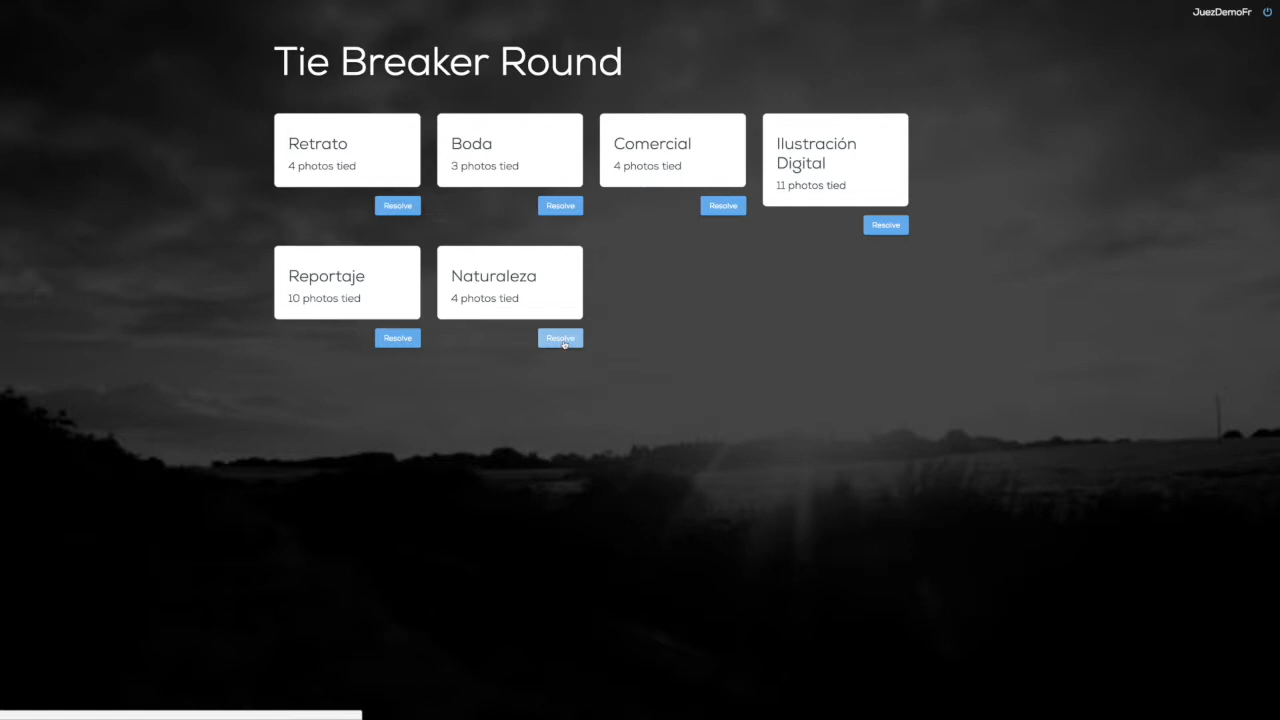 JuezDemoFr
Tie Breaker Round
Retrato
4 photos tied
Resolve
Boda
3 photos tied
Resolve
Comercial
4 photos tied
Resolve
Ilustración
Digital
11 photos tied
Resolve
Reportaje
10 photos tied
Resolve
Naturaleza
4 photos tied
Resolve